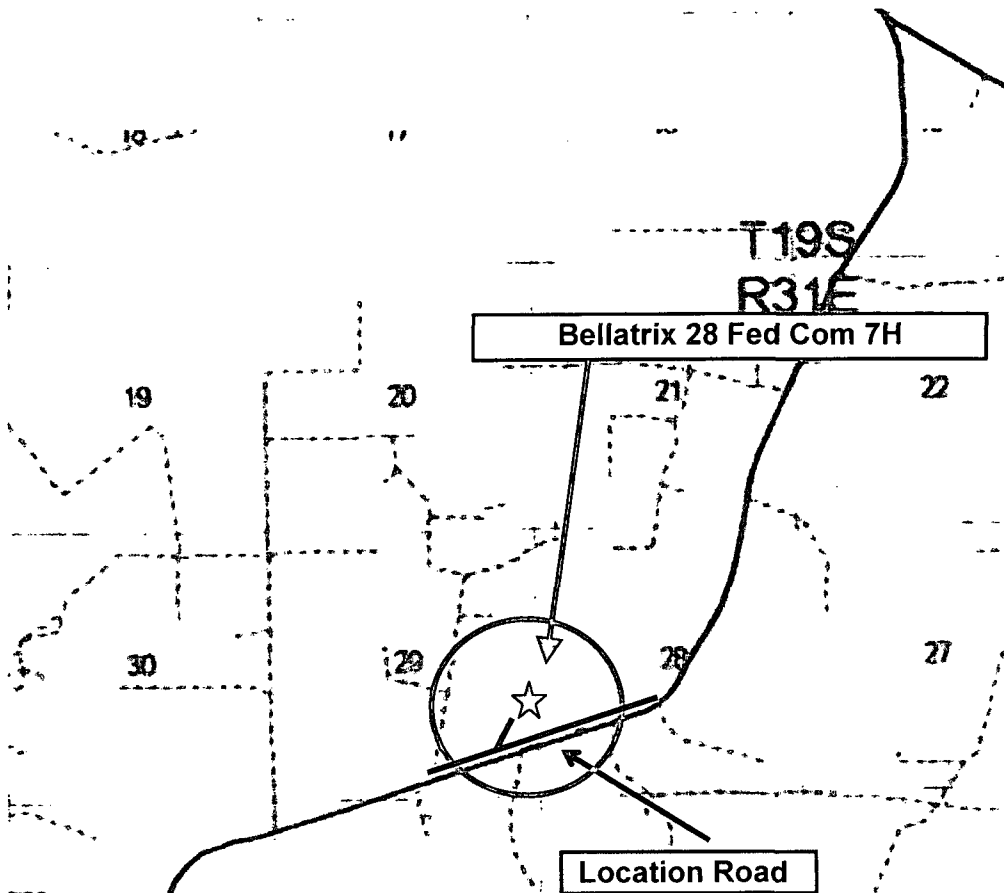 T19S
R31E
Bellatrix 28 Fed Com 7H
19 20 21 22
30 29 28 27
Location Road